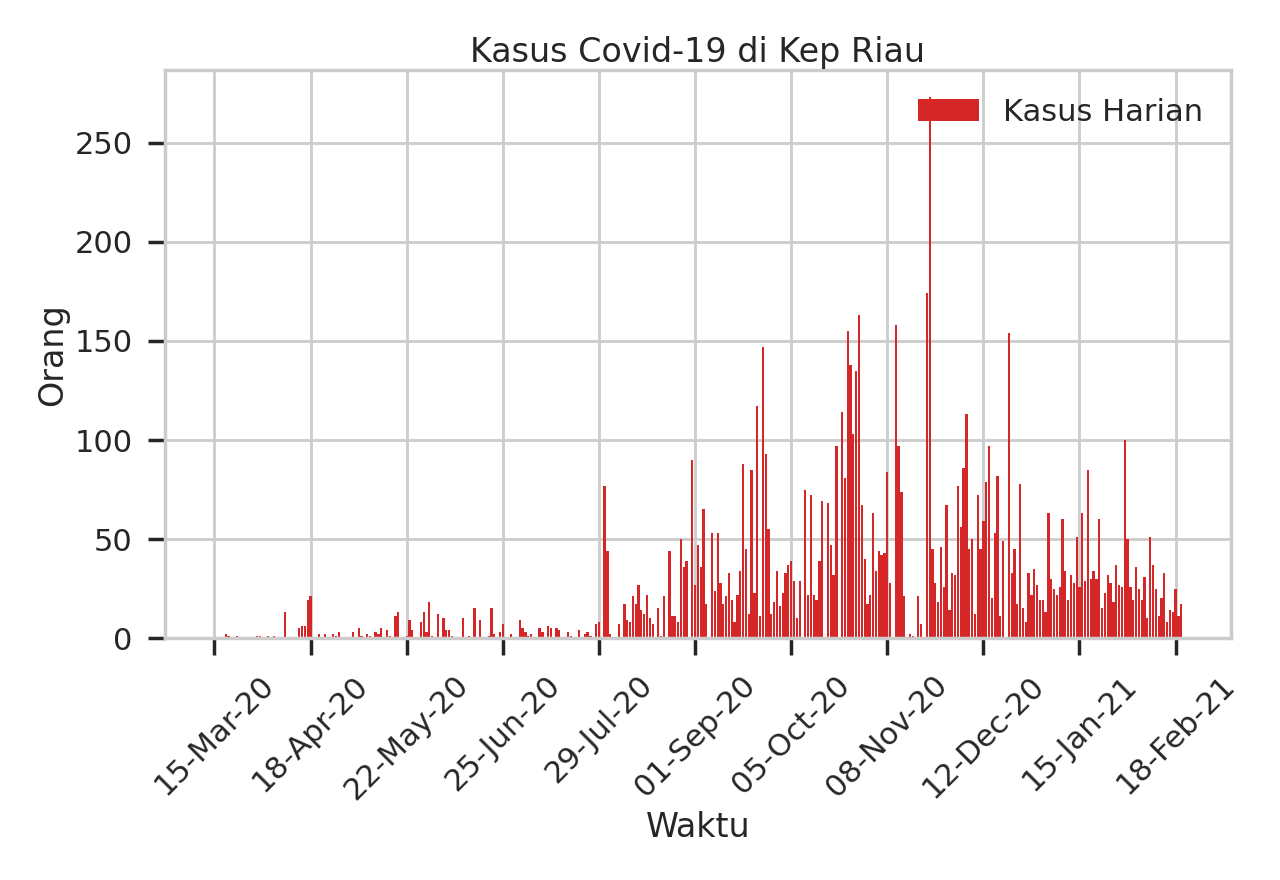 Kasus Covid-19 di Kep Riau
Kasus Harian
Orang
250
200
150
100
50
0
15-Mar-20
18-Apr-20
22-May-20
25-Jun-20
29-Jul-20
01-Sep-20
05-Oct-20
08-Nov-20
12-Dec-20
15-Jan-21
18-Feb-21
Waktu